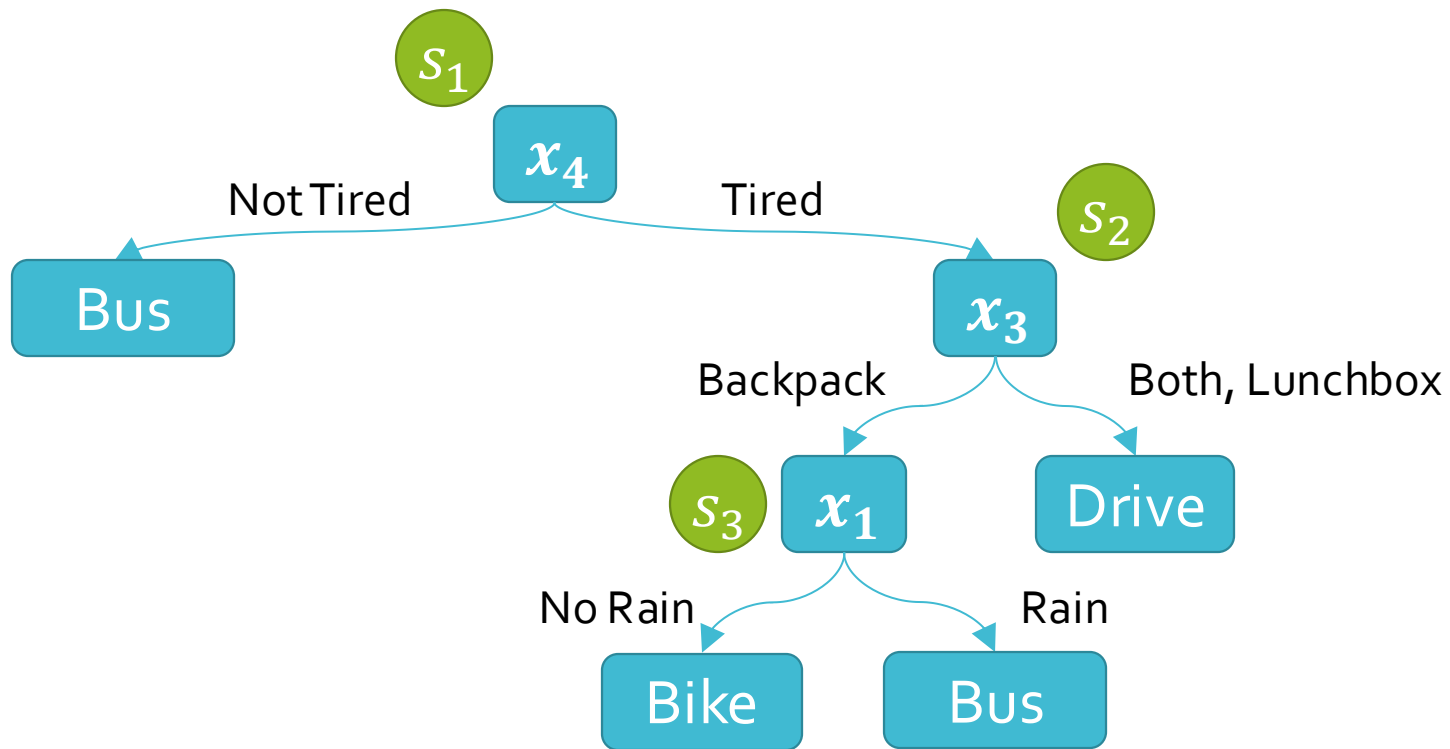 s₁
x₄
Not Tired
Tired
s₂
Bus
x₃
Backpack
Both, Lunchbox
s₃
x₁
Drive
No Rain
Rain
Bike
Bus